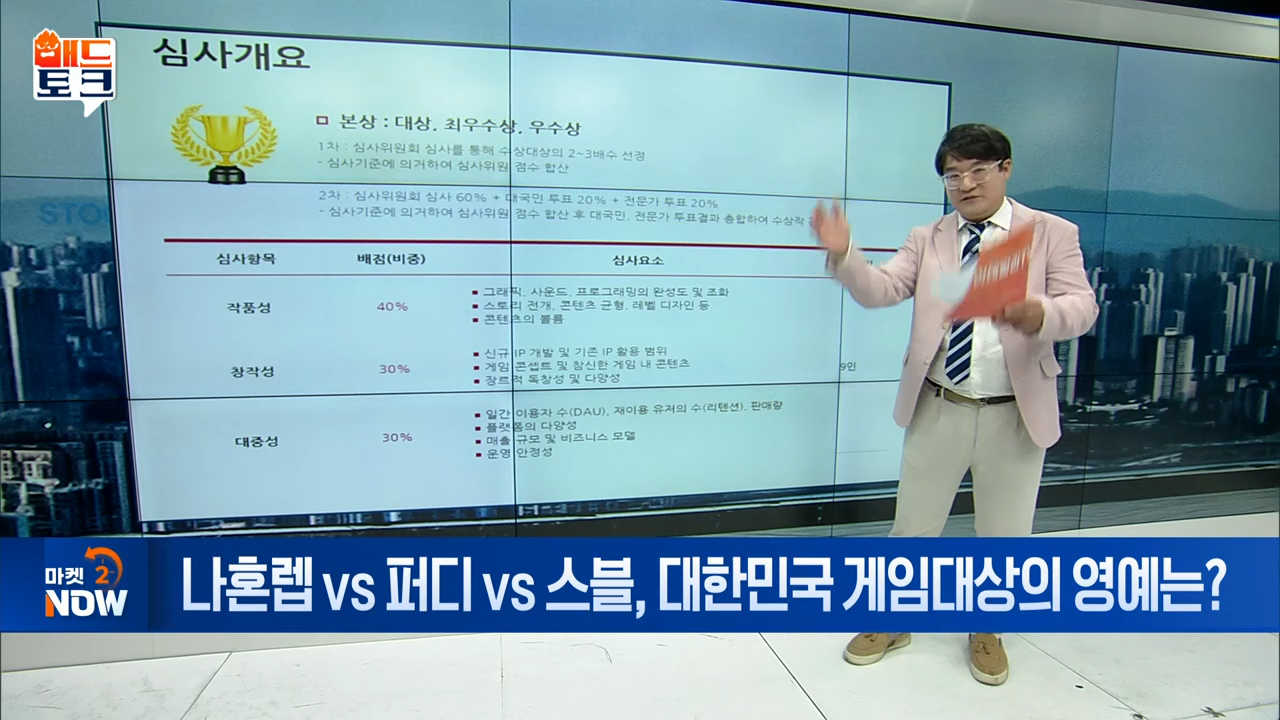 매드
토크
심사개요
본상 : 대상, 최우수상, 우수상
1차 : 심사위원회 심사를 통해 수상대상의 2~3배수 선정
- 심사기준에 의거하여 심사위원 점수 합산
2차 : 심사위원회 심사 60% + 대국민 투표 20% + 전문가 투표 20%
- 심사기준에 의거하여 심사위원 점수 합산 후 대국민, 전문가 투표결과 총합하여 수상작
STO
심사항목 배점(비중) 심사요소
작품성 40%
그래픽, 사운드, 프로그래밍의 완성도 및 조화
스토리 전개, 콘텐츠 균형, 레벨 디자인 등
콘텐츠의 볼륨
창작성 30%
신규 IP 개발 및 기존 IP 활용 범위
게임 콘셉트 및 참신한 게임 내 콘텐츠
장르적 독창성 및 다양성
9인
대중성 30%
일간 이용자 수(DAU), 재이용 유저의 수(리텐션), 판매량
플랫폼의 다양성
매출 규모 및 비즈니스 모델
운영 안정성
마켓 2
NOW
나혼렙 vs 퍼디 vs 스블, 대한민국 게임대상의 영예는?